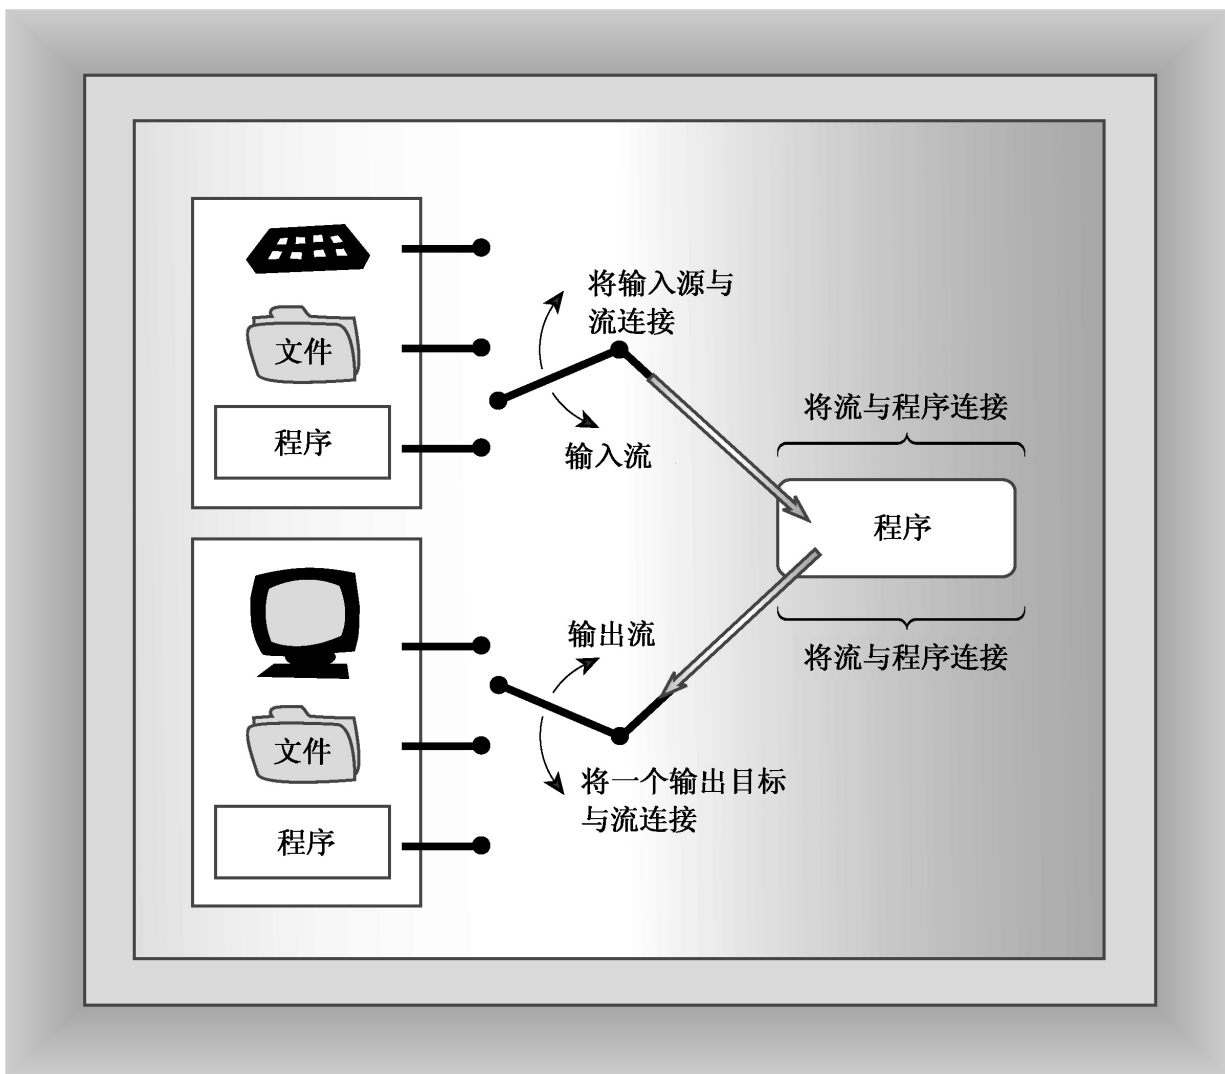 文件
程序
将输入源与
流连接
输入流
将流与程序连接
程序
将流与程序连接
文件
程序
输出流
将一个输出目标
与流连接